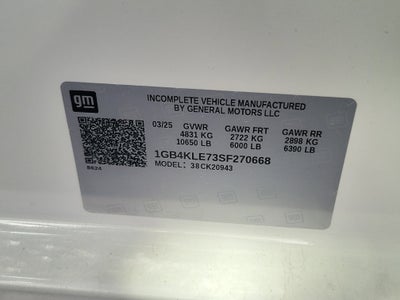 gm
INCOMPLETE VEHICLE MANUFACTURED
BY GENERAL MOTORS LLC
03/25 GVWR GAWR FRT GAWR RR
4831 KG 2722 KG 2898 KG
10650 LB 6000 LB 6390 LB
1GB4KLE73SF270668
MODEL: 38CK20943
8624